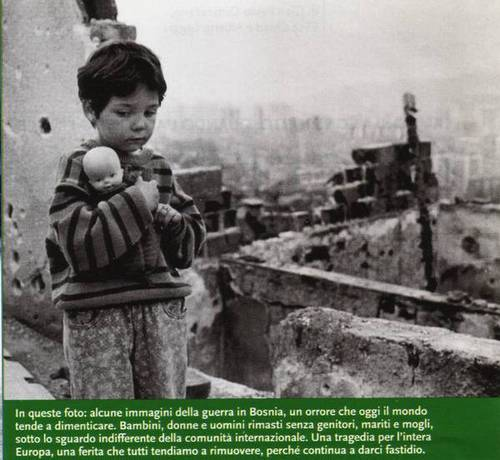 In queste foto: alcune immagini della guerra in Bosnia, un orrore che oggi il mondo
tende a dimenticare. Bambini, donne e uomini rimasti senza genitori, mariti e mogli,
sotto lo sguardo indifferente della comunità internazionale. Una tragedia per l'intera
Europa, una ferita che tutti tendiamo a rimuovere, perché continua a darci fastidio.